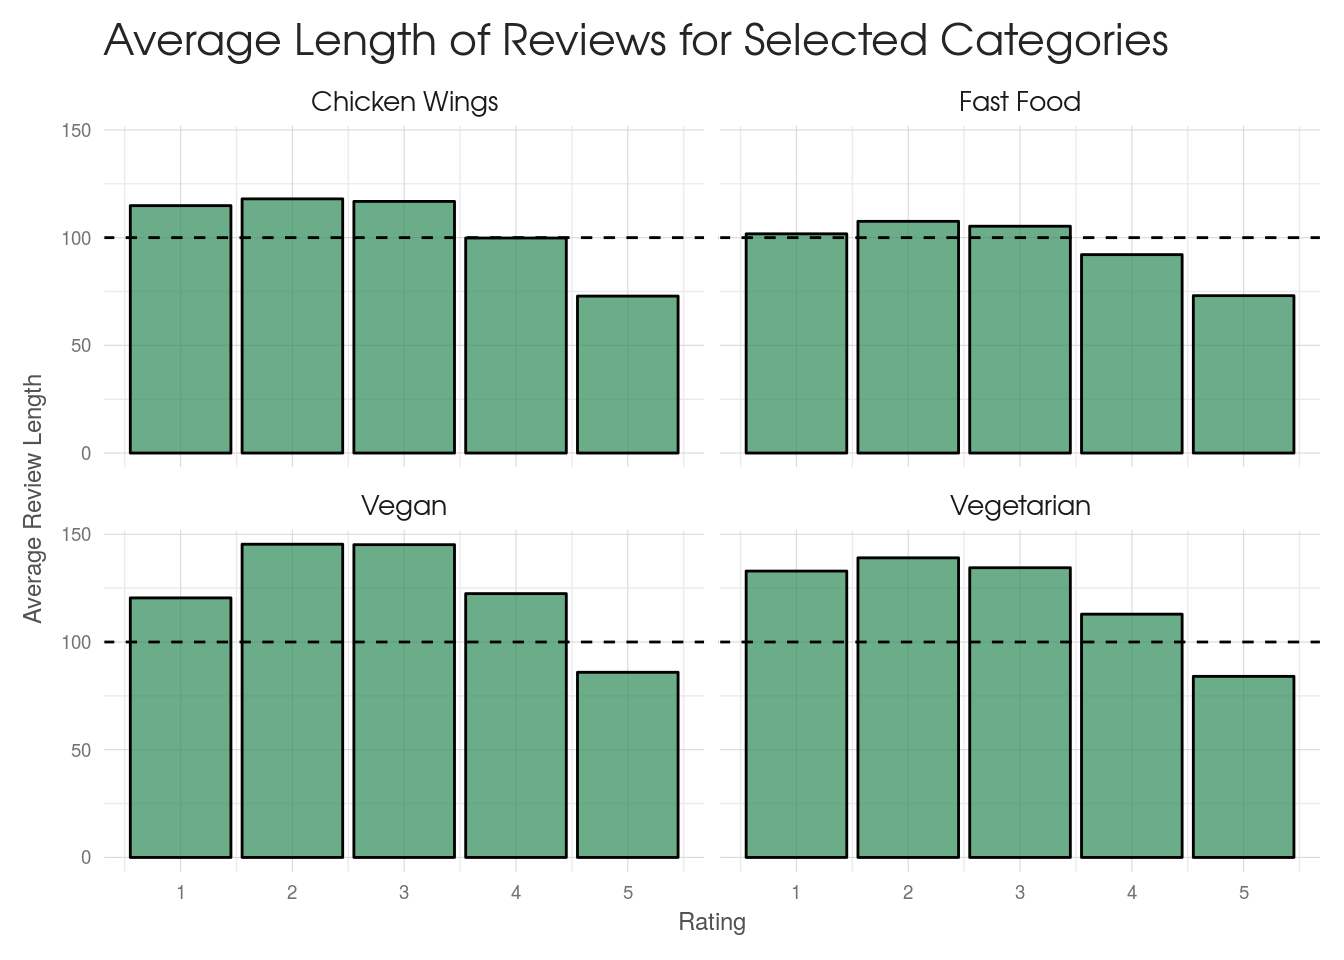 Average Length of Reviews for Selected Categories
Chicken Wings
Fast Food
150
100
50
0
Vegan
Vegetarian
150
100
50
0
1 2 3 4 5
1 2 3 4 5
Rating
Average Review Length